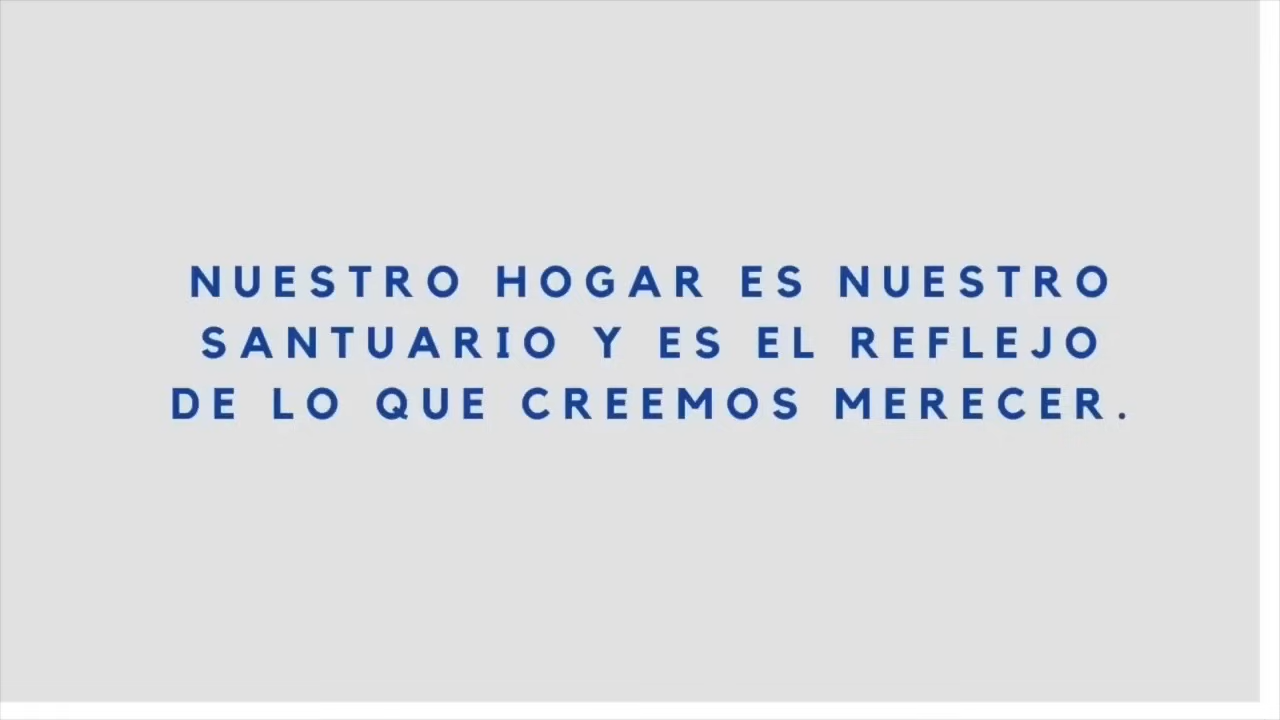 NUESTRO HOGAR ES NUESTRO
SANTUARIO Y ES EL REFLEJO
DE LO QUE CREEMOS MERECER.